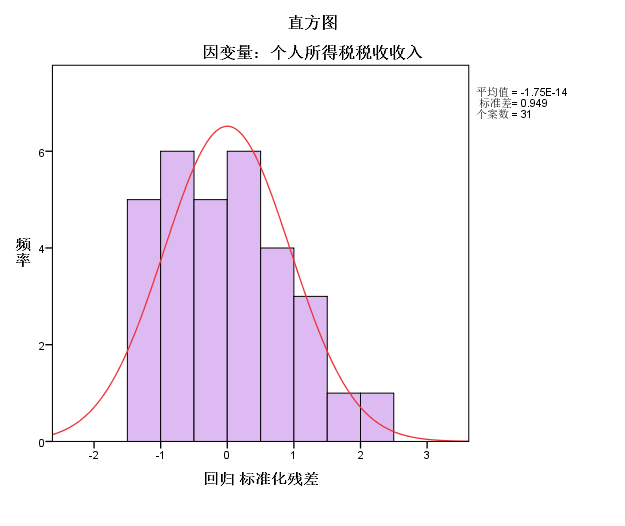 直方图
因变量：个人所得税税收收入
平均值 = -1.75E-14
标准差= 0.949
个案数 = 31
频率
6
4
2
0
-2 -1 0 1 2 3
回归 标准化残差